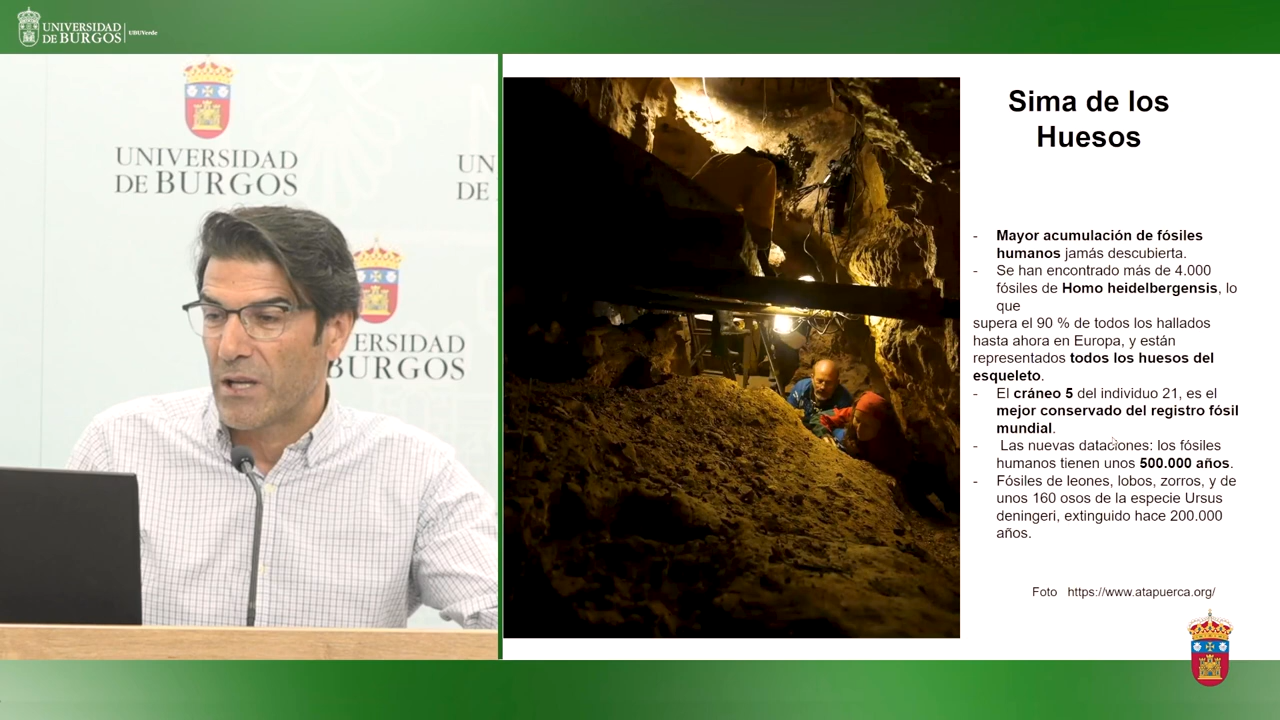 UNIVERSIDAD
DE BURGOS
UBUVerde
UNIVERSIDAD
DE BURGOS
UN
DE
ERSIDAD
BURGOS
Sima de los
Huesos
- Mayor acumulación de fósiles
humanos jamás descubierta.
- Se han encontrado más de 4.000
fósiles de Homo heidelbergensis, lo
que
supera el 90 % de todos los hallados
hasta ahora en Europa, y están
representados todos los huesos del
esqueleto.
- El cráneo 5 del individuo 21, es el
mejor conservado del registro fósil
mundial.
- Las nuevas dataciones: los fósiles
humanos tienen unos 500.000 años.
- Fósiles de leones, lobos, zorros, y de
unos 160 osos de la especie Ursus
deningeri, extinguido hace 200.000
años.
Foto https://www.atapuerca.org/